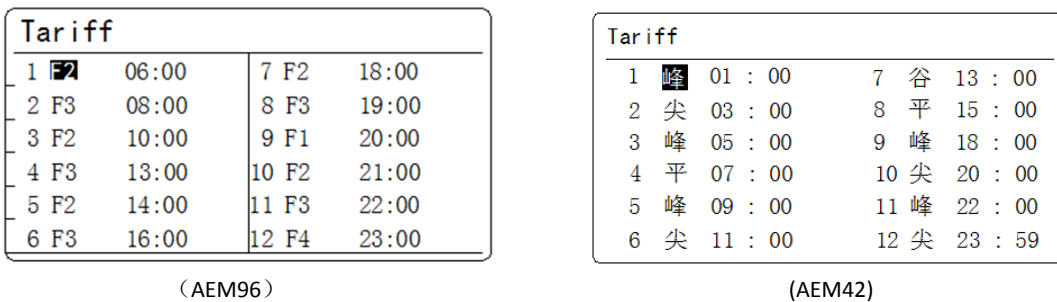 Tariff
1 F2 06:00 7 F2 18:00
2 F3 08:00 8 F3 19:00
3 F2 10:00 9 F1 20:00
4 F3 13:00 10 F2 21:00
5 F2 14:00 11 F3 22:00
6 F3 16:00 12 F4 23:00
（AEM96）
Tariff
1 峰 01 : 00 7 谷 13 : 00
2 尖 03 : 00 8 平 15 : 00
3 峰 05 : 00 9 峰 18 : 00
4 平 07 : 00 10 尖 20 : 00
5 峰 09 : 00 11 峰 22 : 00
6 尖 11 : 00 12 尖 23 : 59
(AEM42)